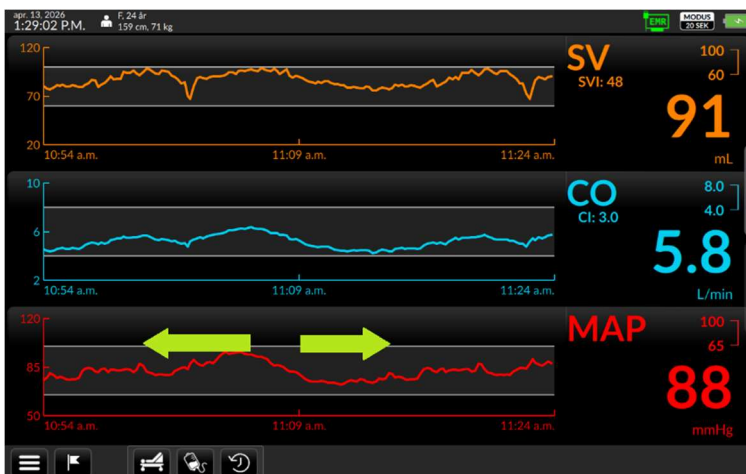 apr. 13, 2026
1:29:02 P.M.
F, 24 år
159 cm, 71 kg
EMR
MODUS
20 SEK
120
70
20
10:54 a.m. 11:09 a.m. 11:24 a.m.
SV
SVI: 48
100
60
91
mL
10
6
2
10:54 a.m. 11:09 a.m. 11:24 a.m.
CO
CI: 3.0
8.0
4.0
5.8
L/min
120
85
50
10:54 a.m. 11:09 a.m. 11:24 a.m.
MAP
100
65
88
mmHg